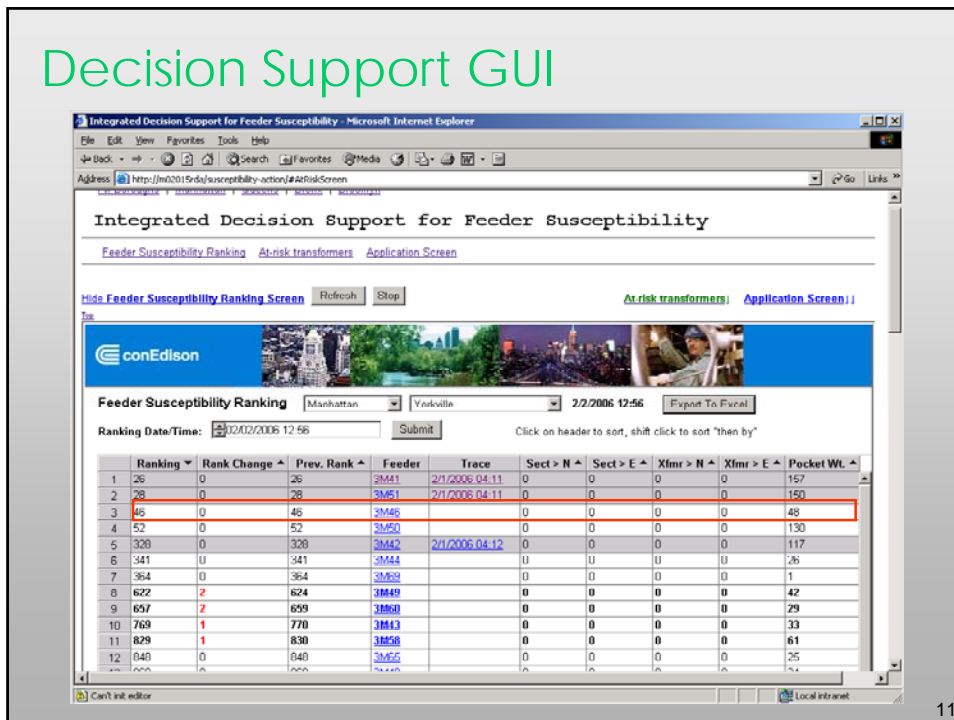 Decision Support GUI
Integrated Decision Support for Feeder Susceptibility - Microsoft Internet Explorer
File Edit View Favorites Tools Help
Back Search Favorites Media
Address http://m02015rda/susceptibility-action/#AtRiskScreen Go Links »
Integrated Decision Support for Feeder Susceptibility
Feeder Susceptibility Ranking At-risk transformers Application Screen
Hide Feeder Susceptibility Ranking Screen Refresh Stop At-risk transformers↓ Application Screen↓↓
Top
conEdison
Feeder Susceptibility Ranking Manhattan Yorkville 2/2/2006 12:56 Export To Excel
Ranking Date/Time: 02/02/2006 12:56 Submit Click on header to sort, shift click to sort "then by"
Ranking Rank Change Prev. Rank Feeder Trace Sect > N Sect > E Xfmr > N Xfmr > E Pocket Wt.
1 26 0 26 3M41 2/1/2006 04:11 0 0 0 0 157
2 28 0 28 3M51 2/1/2006 04:11 0 0 0 0 150
3 46 0 46 3M46 0 0 0 0 48
4 52 0 52 3M50 0 0 0 0 130
5 328 0 328 3M42 2/1/2006 04:12 0 0 0 0 117
6 341 0 341 3M44 0 0 0 0 26
7 364 0 364 3M69 0 0 0 0 1
8 622 2 624 3M49 0 0 0 0 42
9 657 2 659 3M60 0 0 0 0 29
10 769 1 770 3M43 0 0 0 0 33
11 829 1 830 3M58 0 0 0 0 61
12 848 0 848 3M65 0 0 0 0 25
Can't init editor Local intranet
11